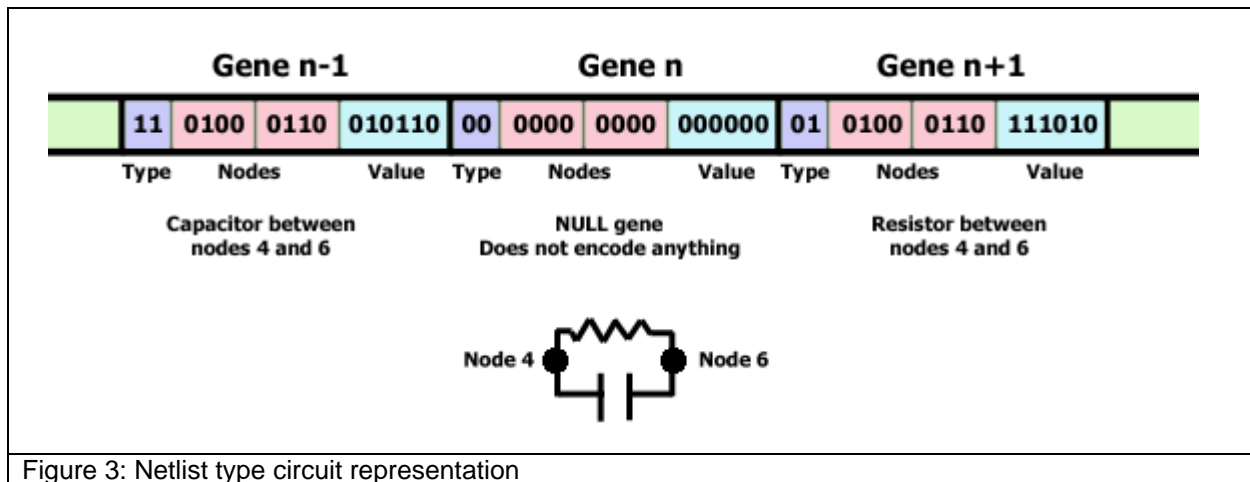 Gene n-1 Gene n Gene n+1
11 0100 0110 010110 00 0000 0000 000000 01 0100 0110 111010
Type Nodes Value Type Nodes Value Type Nodes Value
Capacitor between NULL gene Resistor between
nodes 4 and 6 Does not encode anything nodes 4 and 6
Node 4 Node 6
Figure 3: Netlist type circuit representation